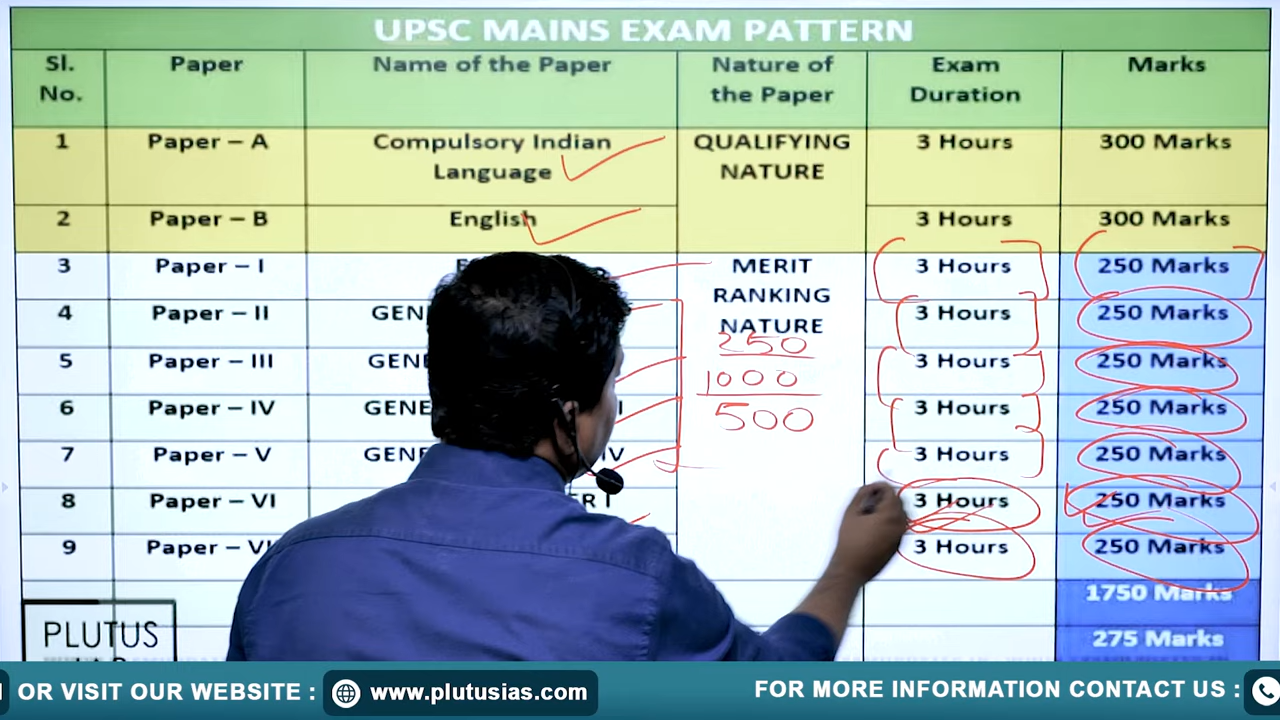 UPSC MAINS EXAM PATTERN
Sl. No. Paper Name of the Paper Nature of the Paper Exam Duration Marks
1 Paper – A Compulsory Indian Language QUALIFYING NATURE 3 Hours 300 Marks
2 Paper – B English 3 Hours 300 Marks
3 Paper – I MERIT RANKING NATURE 3 Hours 250 Marks
4 Paper – II 3 Hours 250 Marks
250
5 Paper – III 3 Hours 250 Marks
1000
6 Paper – IV 3 Hours 250 Marks
500
7 Paper – V IV 3 Hours 250 Marks
8 Paper – VI I 3 Hours 250 Marks
9 3 Hours 250 Marks
1750 Marks
275 Marks
PLUTUS
OR VISIT OUR WEBSITE : www.plutusias.com FOR MORE INFORMATION CONTACT US :